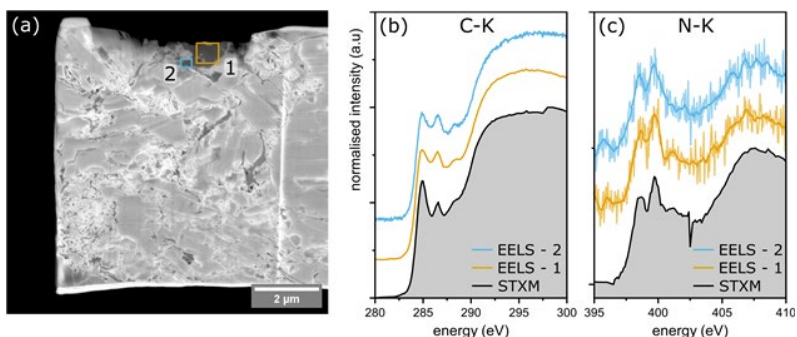 (a)
1
2
2 µm
(b)
C-K
normalised intensity (a.u)
EELS - 2
EELS - 1
STXM
280 285 290 295 300
energy (eV)
(c)
N-K
EELS - 2
EELS - 1
STXM
395 400 405 410
energy (eV)